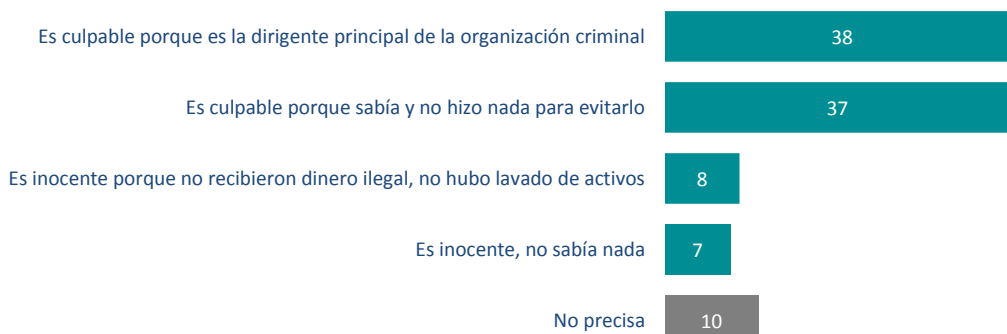 Es culpable porque es la dirigente principal de la organización criminal 38
Es culpable porque sabía y no hizo nada para evitarlo 37
Es inocente porque no recibieron dinero ilegal, no hubo lavado de activos 8
Es inocente, no sabía nada 7
No precisa 10